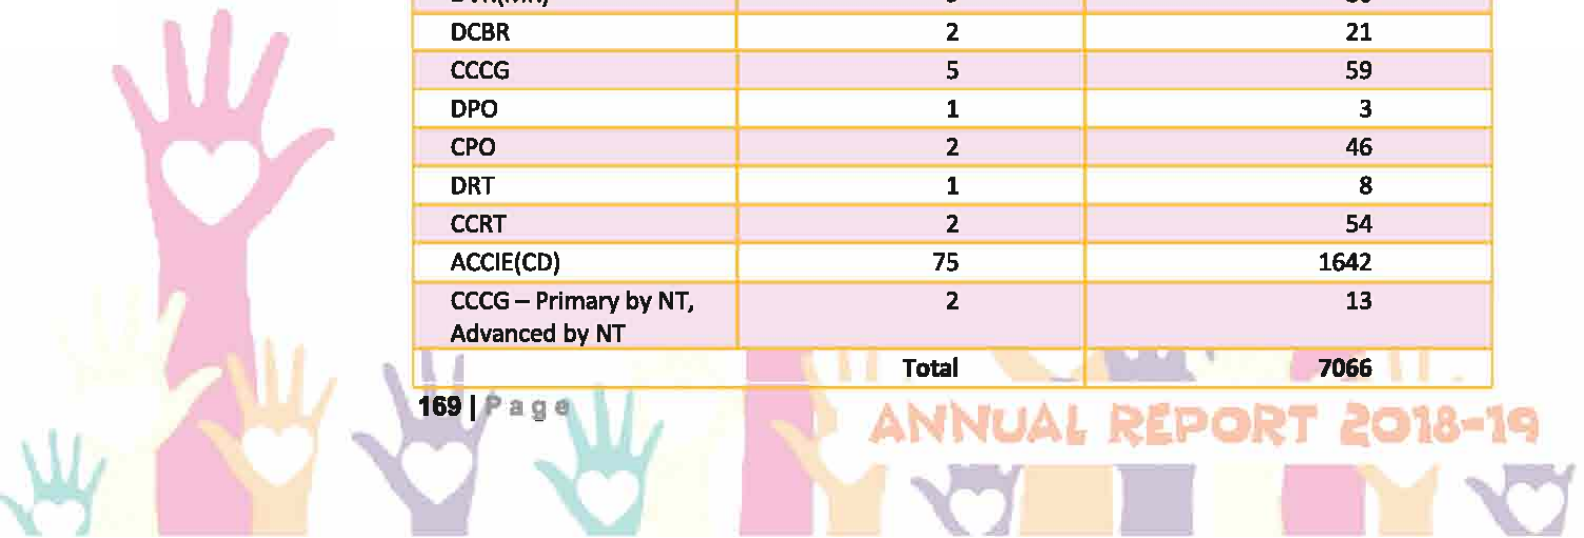 DCBR 2 21
CCCG 5 59
DPO 1 3
CPO 2 46
DRT 1 8
CCRT 2 54
ACCIE(CD) 75 1642
CCCG – Primary by NT, 2 13
Advanced by NT
Total 7066
169 | Page
ANNUAL REPORT 2018-19